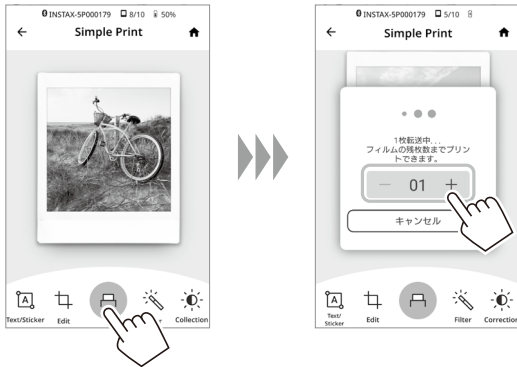 INSTAX-5P000179 8/10 50%
Simple Print
Text/Sticker
Edit
Collection
INSTAX-5P000179 5/10
Simple Print
1枚転送中...
フィルムの残枚数までプリン
トできます。
01
キャンセル
Text/
Sticker
Edit
Filter
Correction